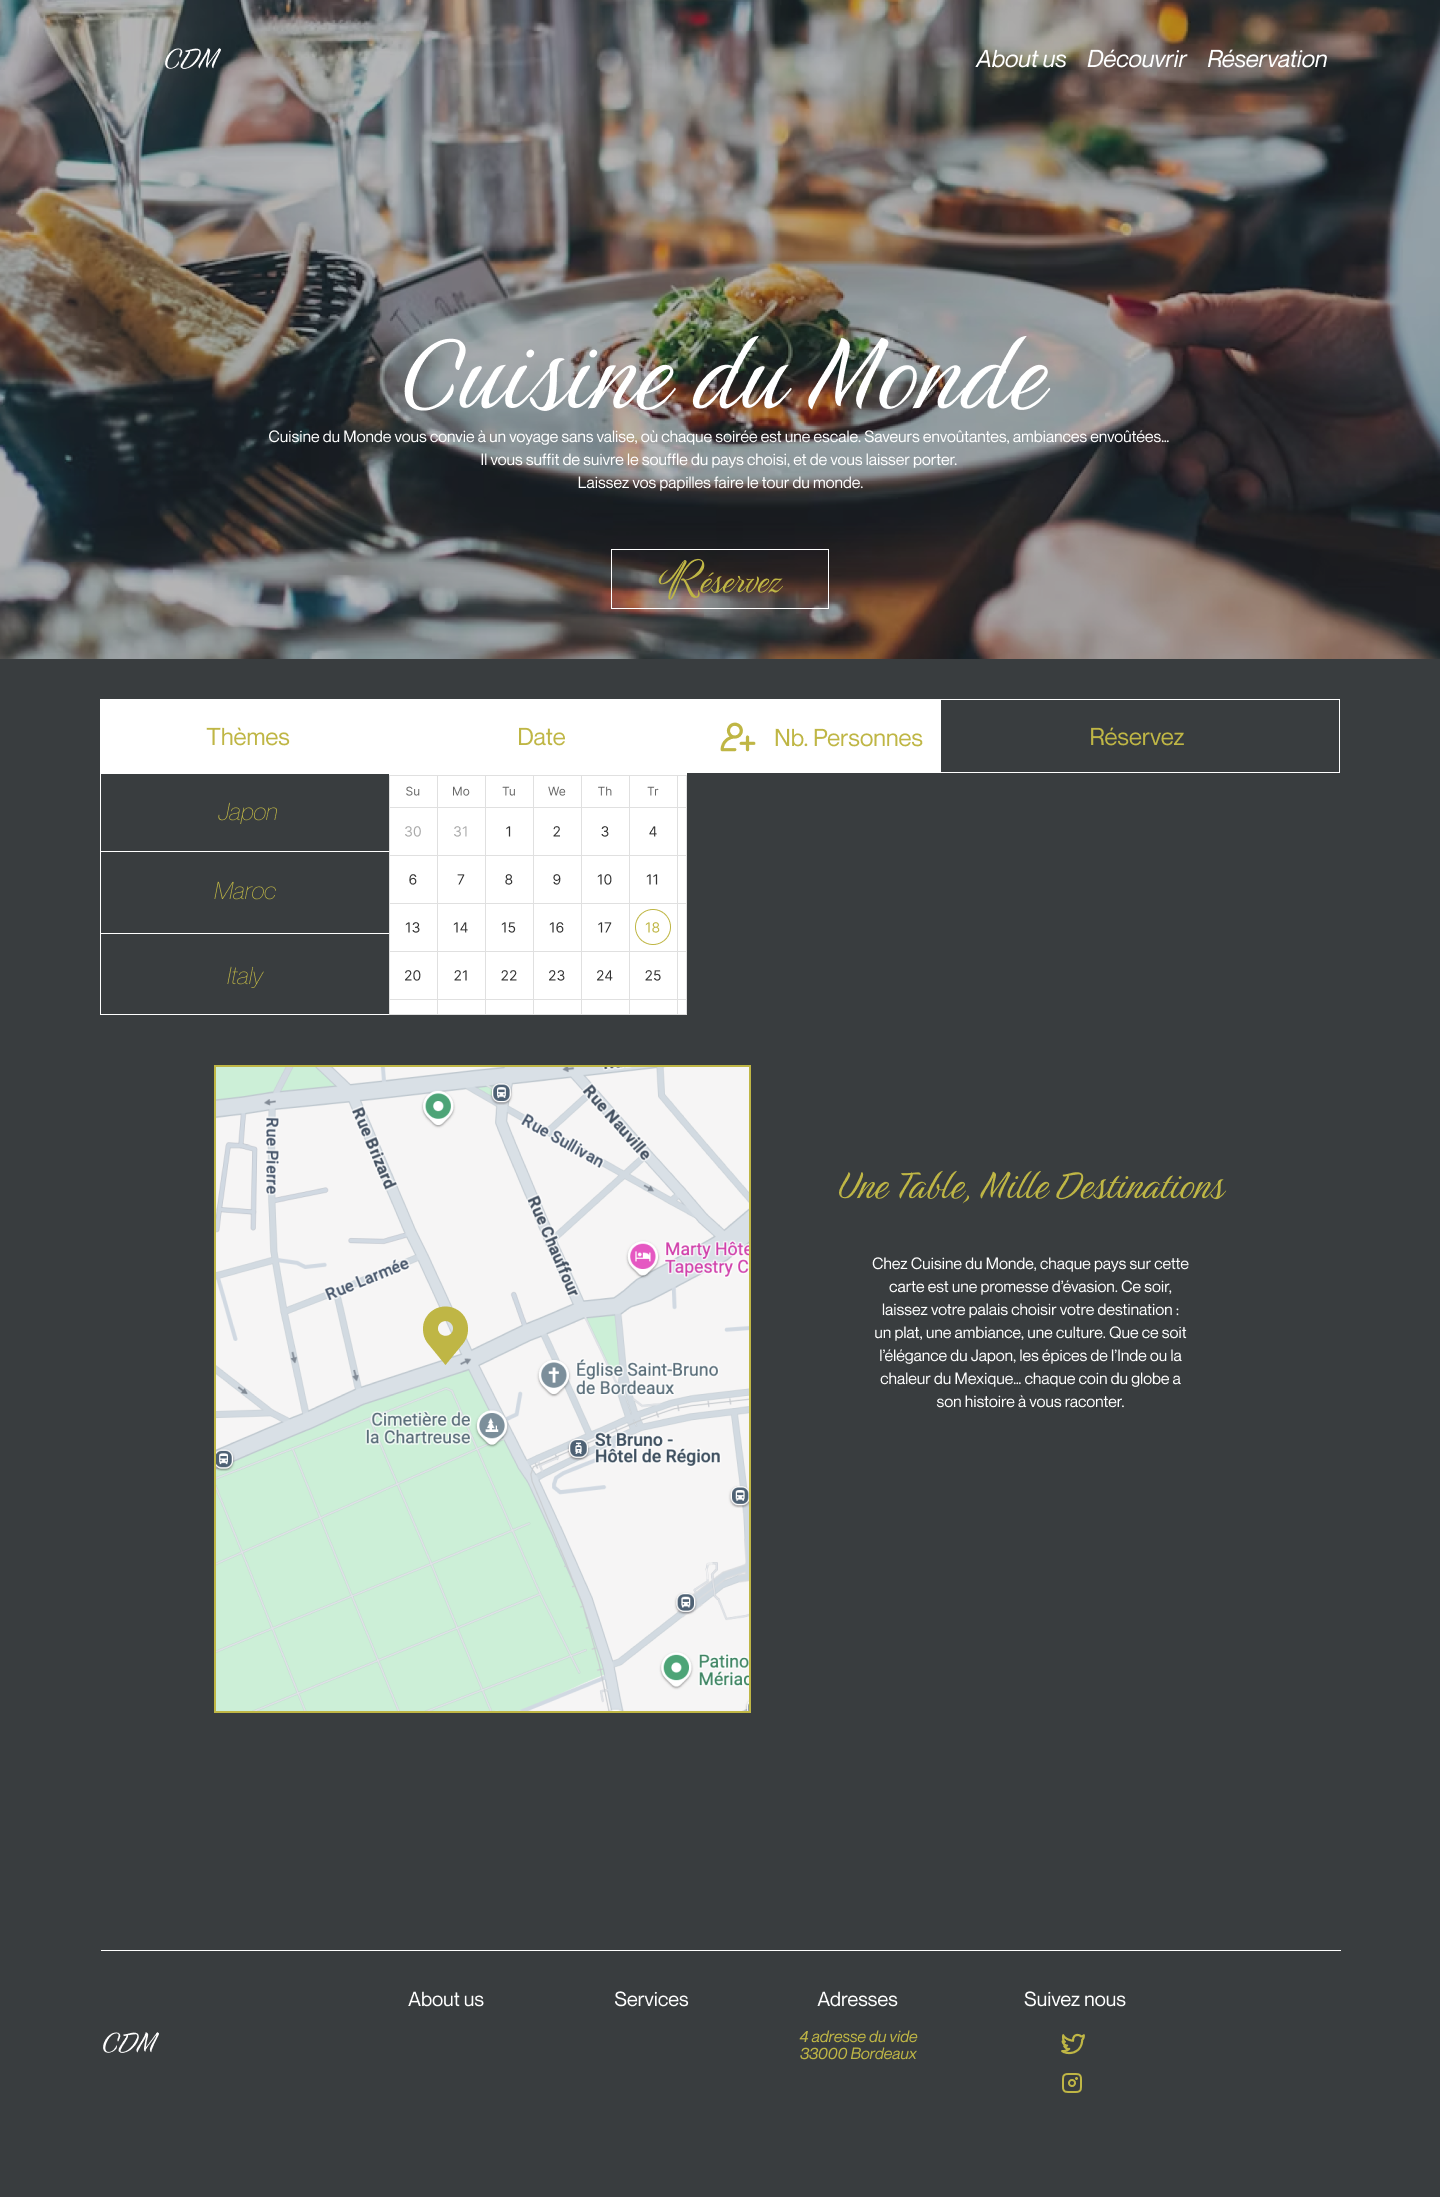 CDM
About us Découvrir Réservation
Cuisine du Monde
Cuisine du Monde vous convie à un voyage sans valise, où chaque soirée est une escale. Saveurs envoûtantes, ambiances envoûtées...
Il vous suffit de suivre le souffle du pays choisi, et de vous laisser porter.
Laissez vos papilles faire le tour du monde.
Réservez
Thèmes Date Nb. Personnes Réservez
Japon
Maroc
Italy
Su Mo Tu We Th Tr
30 31 1 2 3 4
6 7 8 9 10 11
13 14 15 16 17 18
20 21 22 23 24 25
Rue Pierre
Rue Brizard
Rue Sullivan
Rue Nauville
Rue Chauffour
Rue Larmée
Marty Hôte
Tapestry C
Église Saint-Bruno
de Bordeaux
Cimetière de
la Chartreuse
St Bruno -
Hôtel de Région
Patino
Mériad
Une Table, Mille Destinations
Chez Cuisine du Monde, chaque pays sur cette
carte est une promesse d'évasion. Ce soir,
laissez votre palais choisir votre destination :
un plat, une ambiance, une culture. Que ce soit
l'élégance du Japon, les épices de l'Inde ou la
chaleur du Mexique... chaque coin du globe a
son histoire à vous raconter.
CDM
About us
Services
Adresses
4 adresse du vide
33000 Bordeaux
Suivez nous